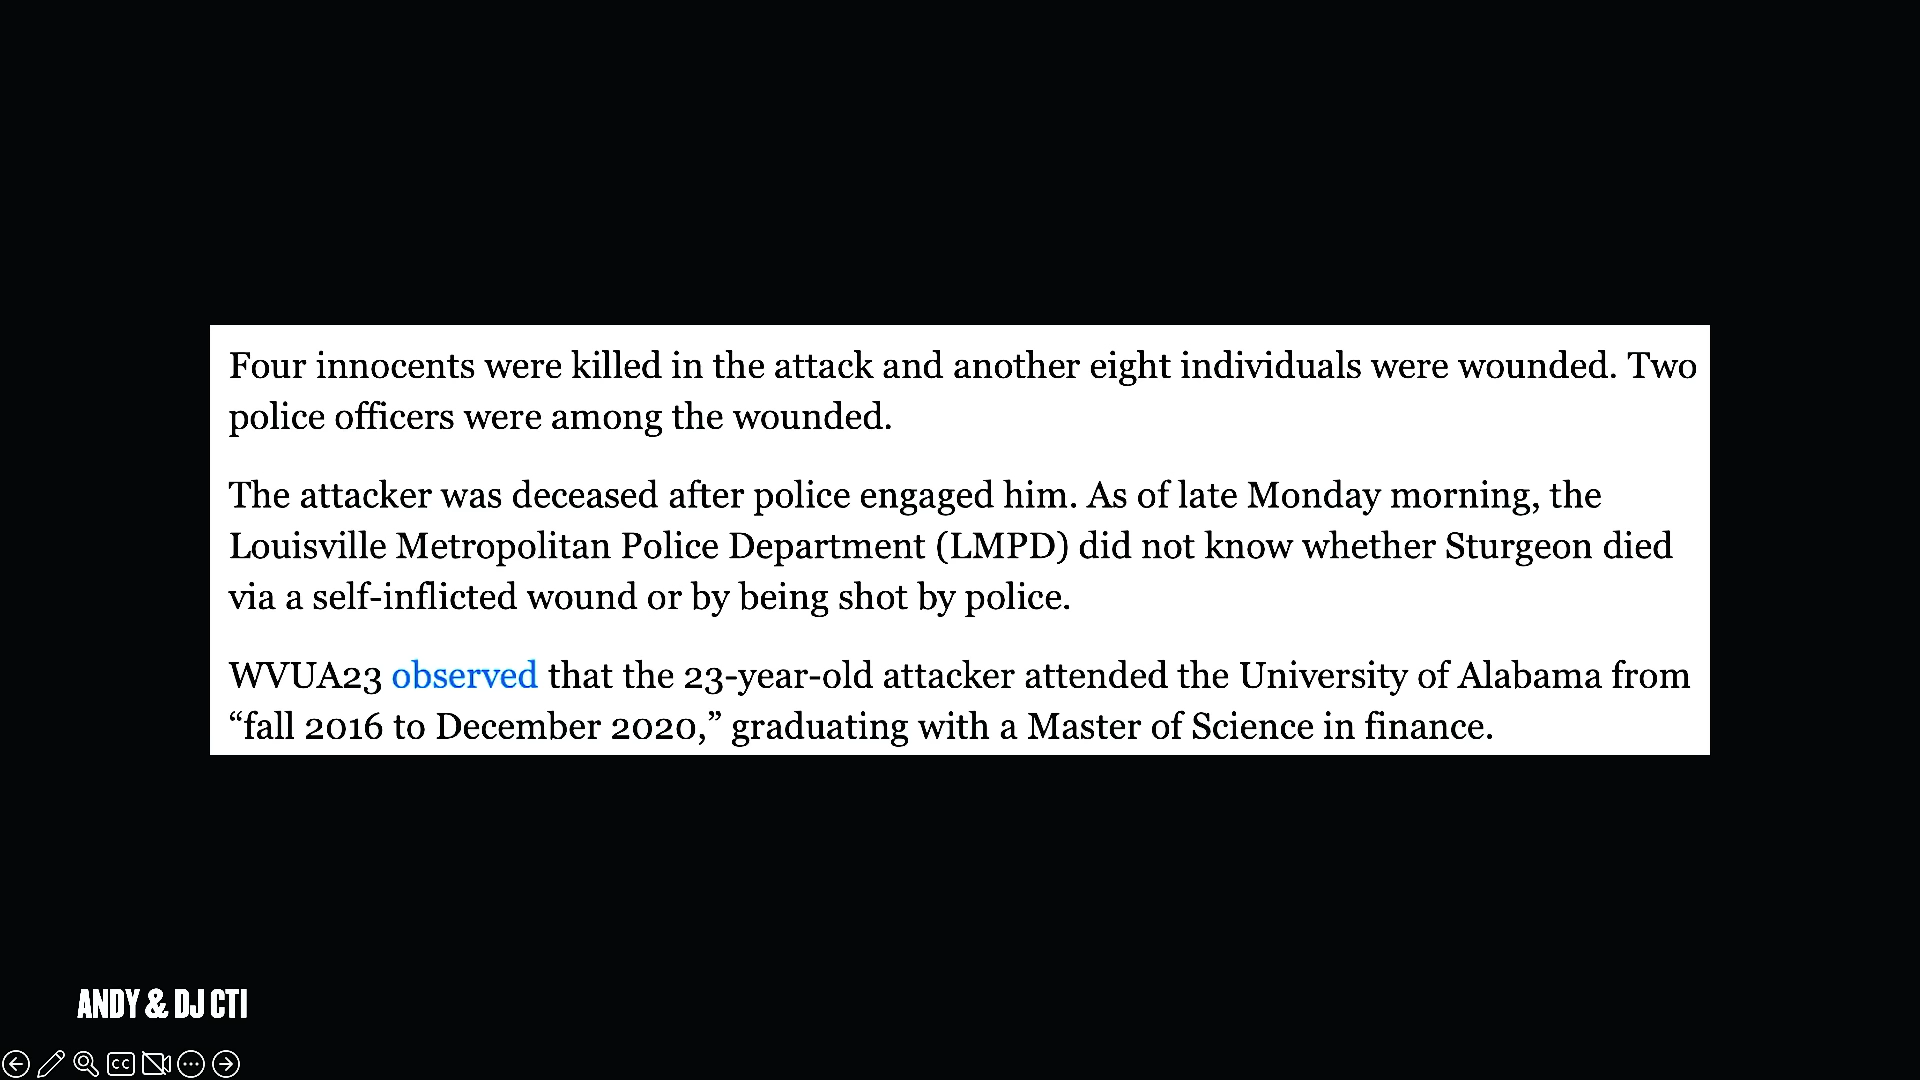 Four innocents were killed in the attack and another eight individuals were wounded. Two
police officers were among the wounded.
The attacker was deceased after police engaged him. As of late Monday morning, the
Louisville Metropolitan Police Department (LMPD) did not know whether Sturgeon died
via a self-inflicted wound or by being shot by police.
WVUA23 observed that the 23-year-old attacker attended the University of Alabama from
“fall 2016 to December 2020,” graduating with a Master of Science in finance.
ANDY & DJ CTI
CC